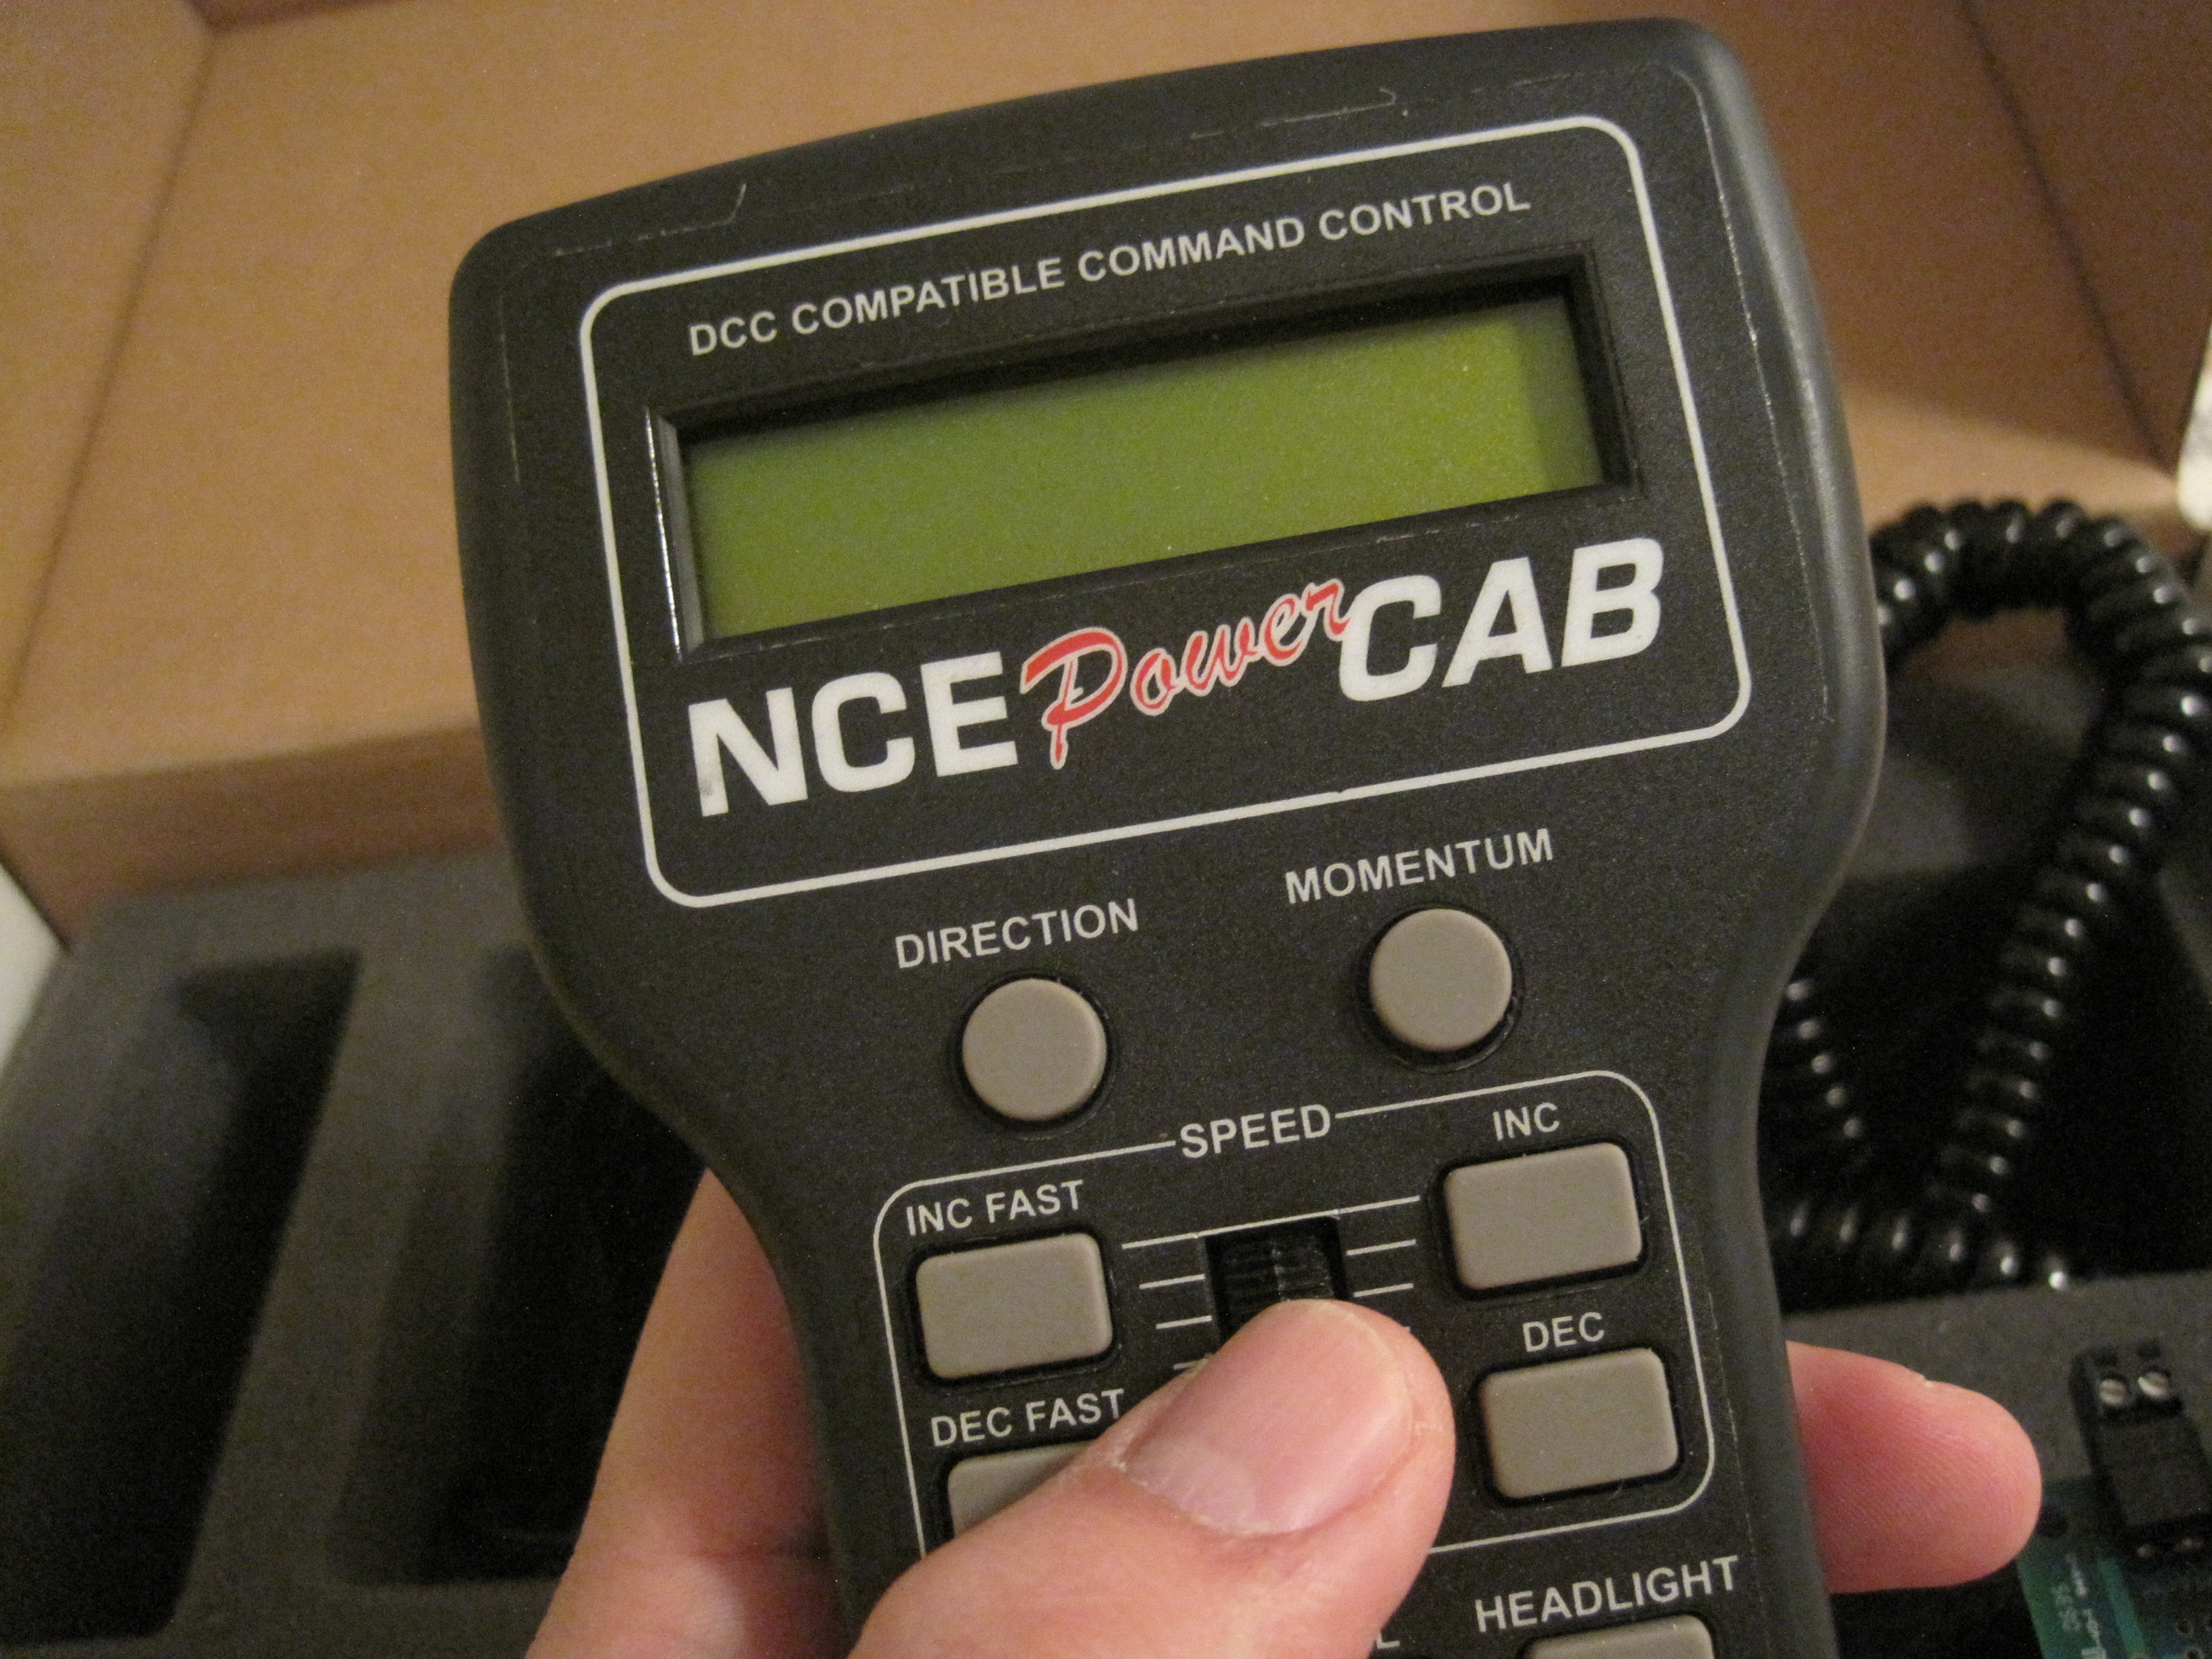 DCC COMPATIBLE COMMAND CONTROL
NCE Power CAB
DIRECTION
MOMENTUM
SPEED
INC FAST
INC
DEC FAST
DEC
HEADLIGHT